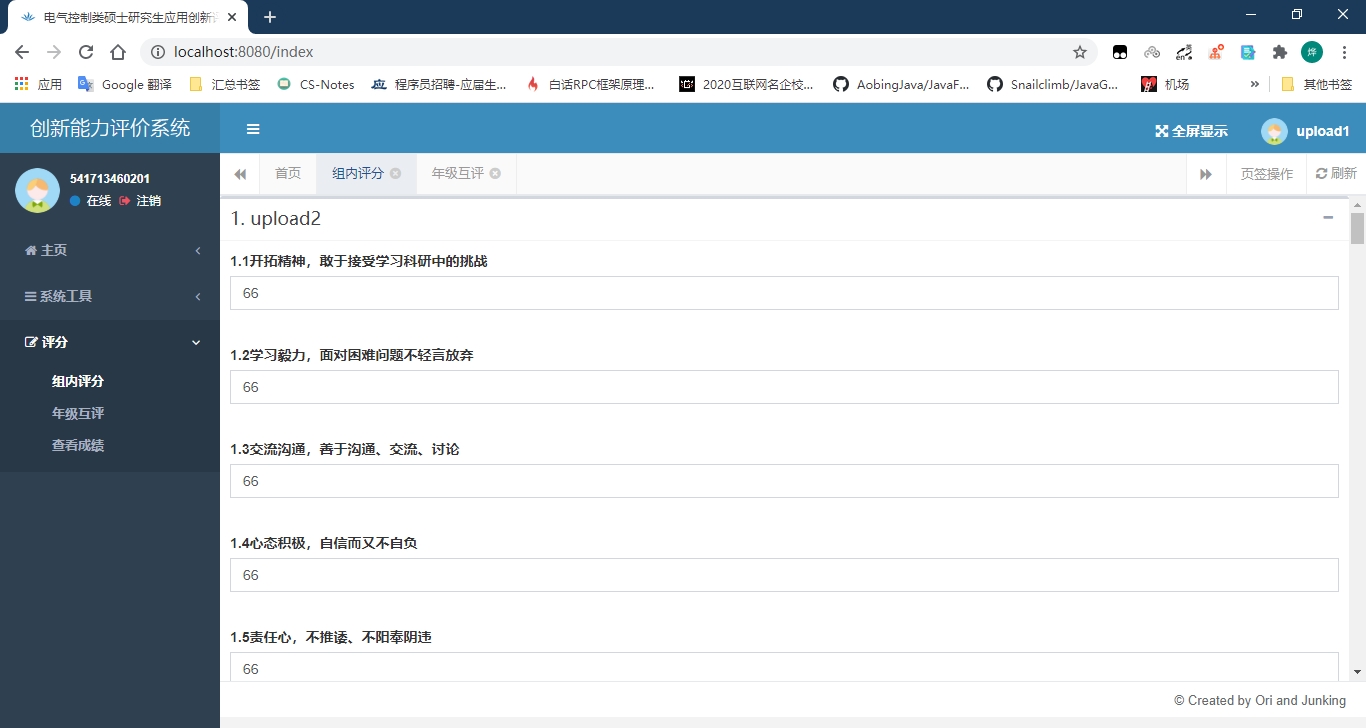 电气控制类硕士研究生应用创新
localhost:8080/index
应用 Google 翻译 汇总书签 CS-Notes 程序员招聘-应届生... 白话RPC框架原理... 2020互联网名企校... AobingJava/JavaF... Snailclimb/JavaG... 机场 » 其他书签
创新能力评价系统 全屏显示 upload1
541713460201
在线 注销
首页 组内评分 年级互评 页签操作 刷新
主页
系统工具
评分
组内评分
年级互评
查看成绩
1. upload2
1.1开拓精神，敢于接受学习科研中的挑战
66
1.2学习毅力，面对困难问题不轻言放弃
66
1.3交流沟通，善于沟通、交流、讨论
66
1.4心态积极，自信而又不自负
66
1.5责任心，不推诿、不阳奉阴违
66
© Created by Ori and Junking